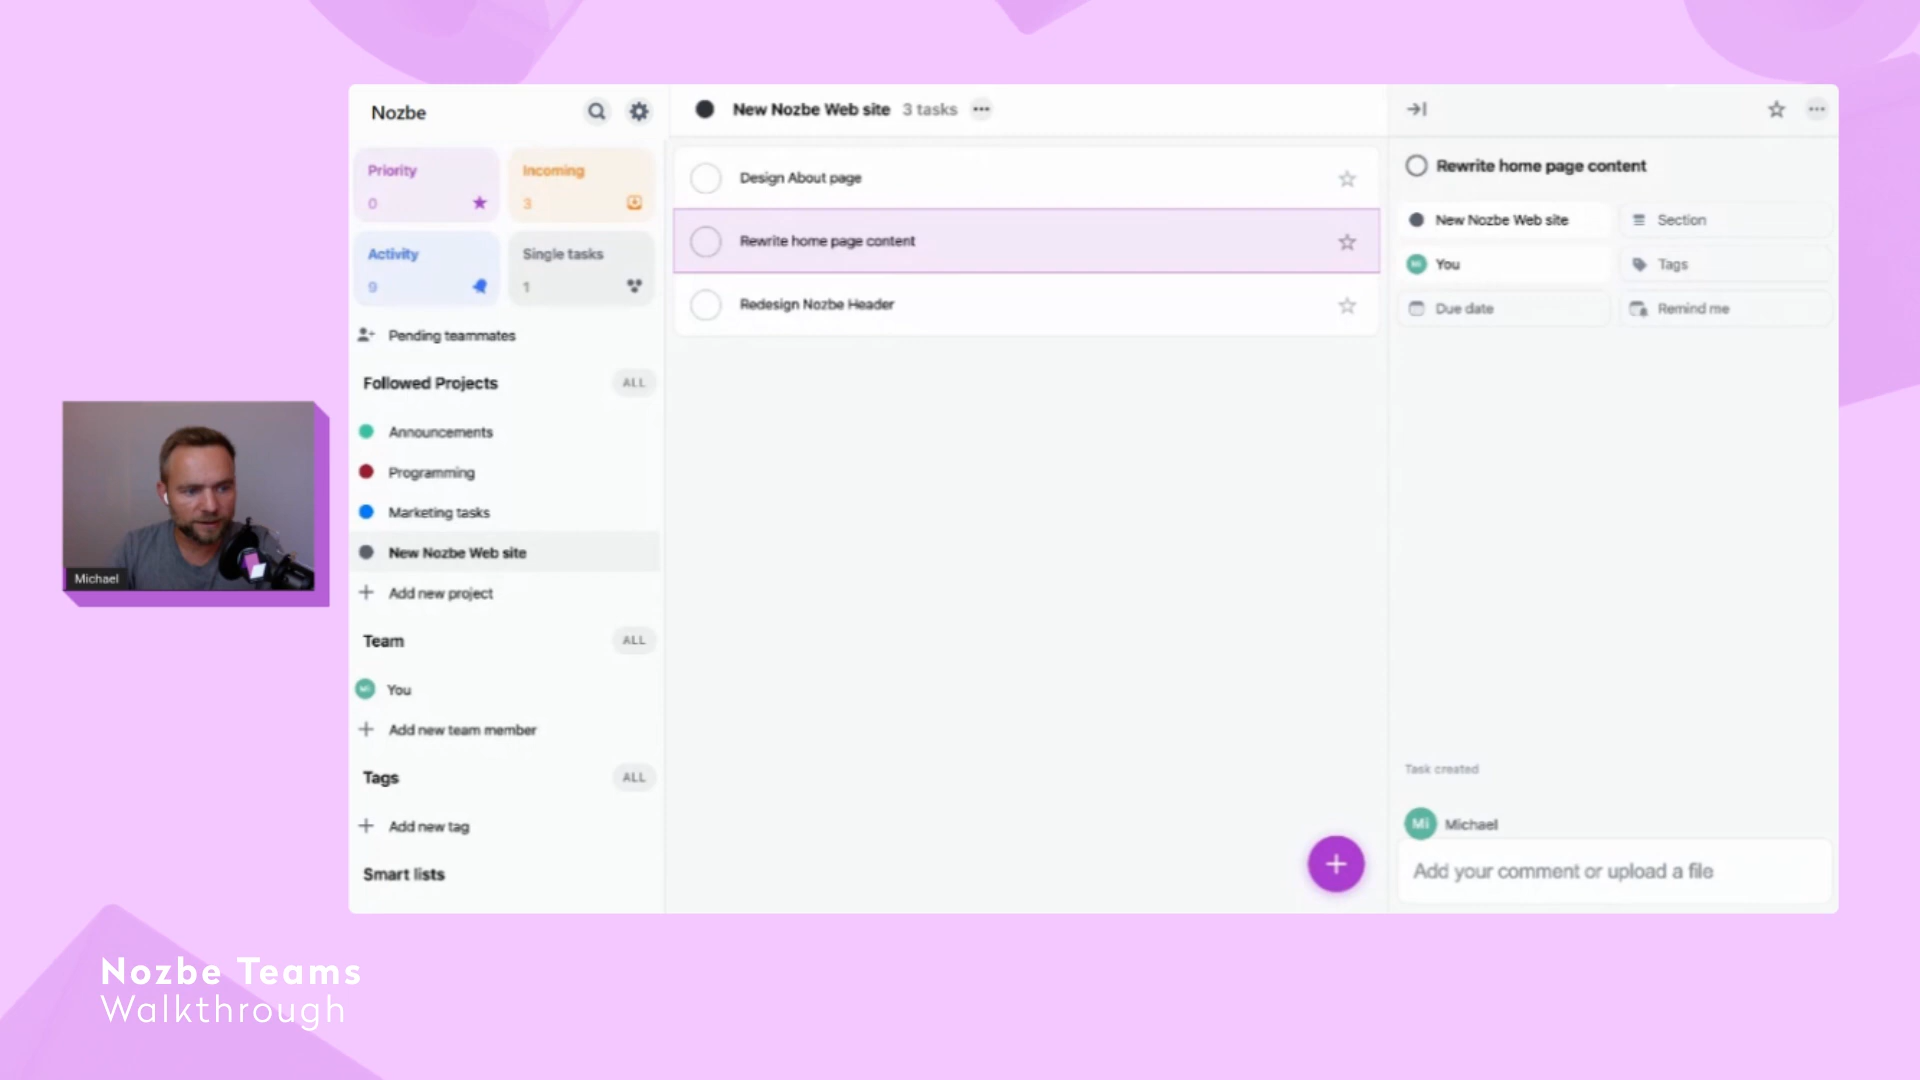 Nozbe
Priority
0
Incoming
3
Activity
9
Single tasks
1
Pending teammates
Followed Projects
ALL
Announcements
Programming
Marketing tasks
New Nozbe Web site
Add new project
Team
ALL
Mi
You
Add new team member
Tags
ALL
Add new tag
Smart lists
New Nozbe Web site 3 tasks
Design About page
Rewrite home page content
Redesign Nozbe Header
Rewrite home page content
New Nozbe Web site
Section
Mi
You
Tags
Due date
Remind me
Task created
Mi
Michael
Add your comment or upload a file
Michael
Nozbe Teams
Walkthrough